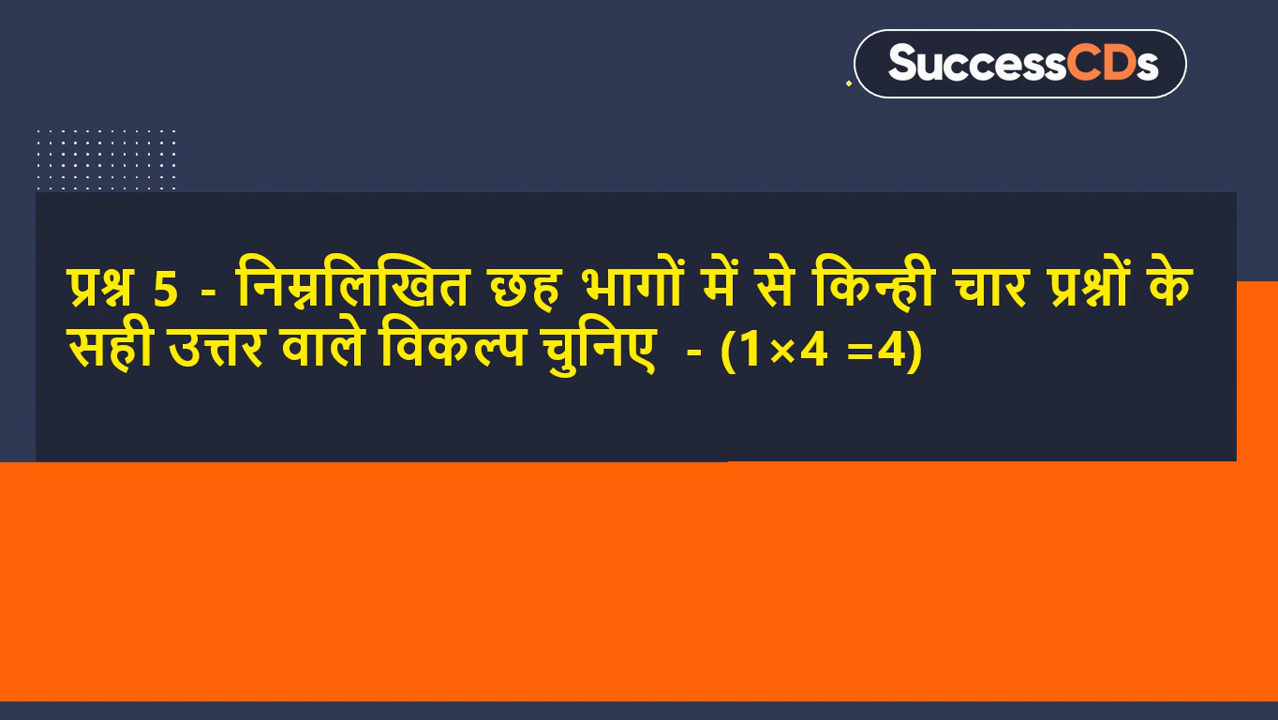 SuccessCDs
प्रश्न 5 - निम्नलिखित छह भागों में से किन्ही चार प्रश्नों के
सही उत्तर वाले विकल्प चुनिए - (1×4 =4)